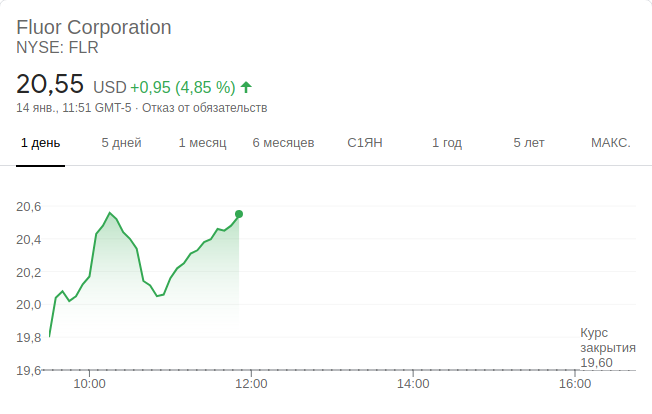 Fluor Corporation
NYSE: FLR
20,55 USD +0,95 (4,85 %)
14 янв., 11:51 GMT-5 · Отказ от обязательств
1 день 5 дней 1 месяц 6 месяцев С1ЯН 1 год 5 лет МАКС.
20,6
20,4
20,2
20,0
19,8
19,6
Курс
закрытия
19,60
10:00 12:00 14:00 16:00